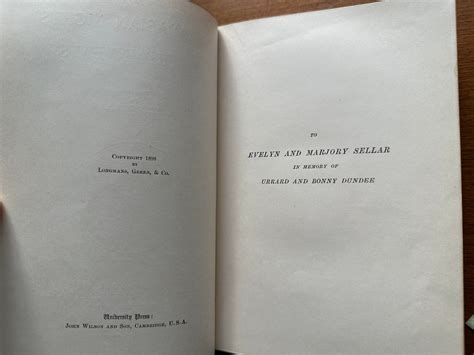 Copyright 1898
by
Longmans, Green, & Co.
University Press:
John Wilson and Son, Cambridge, U.S.A.
TO
EVELYN AND MARJORY SELLAR
IN MEMORY OF
URRARD AND BONNY DUNDEE